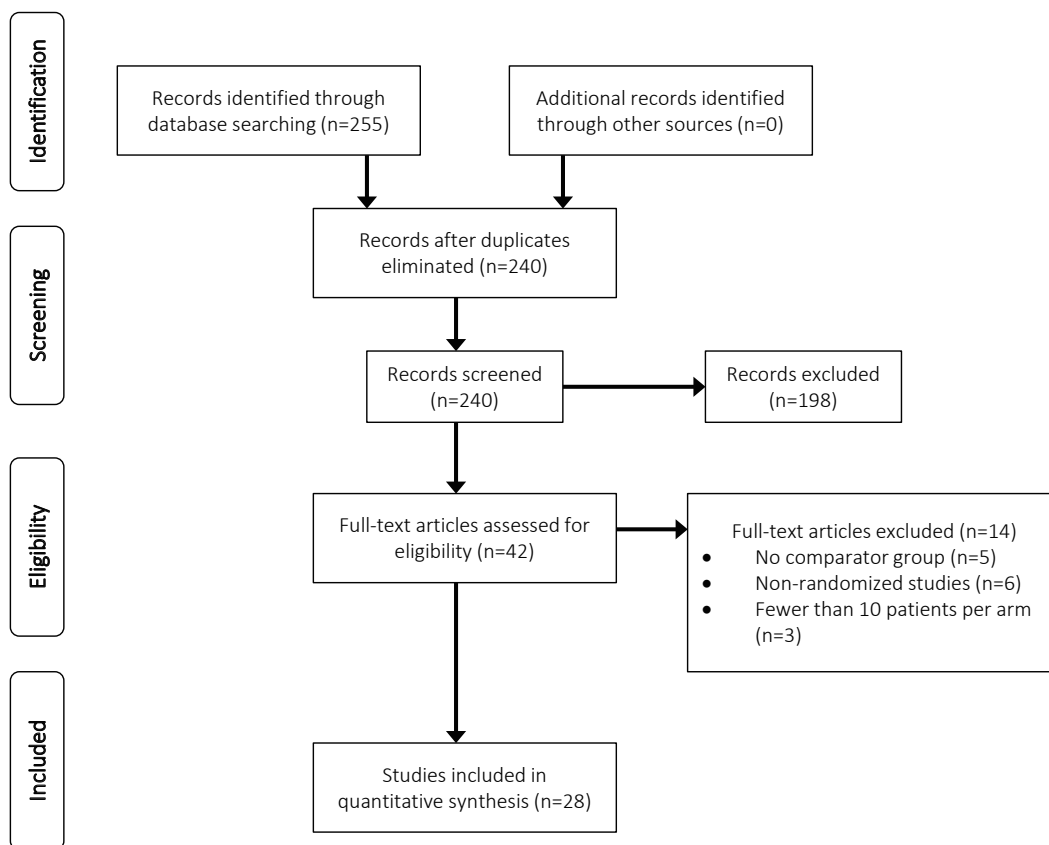 Identification
Records identified through
database searching (n=255)
Additional records identified
through other sources (n=0)
Screening
Records after duplicates
eliminated (n=240)
Records screened
(n=240)
Records excluded
(n=198)
Eligibility
Full-text articles assessed for
eligibility (n=42)
Full-text articles excluded (n=14)
• No comparator group (n=5)
• Non-randomized studies (n=6)
• Fewer than 10 patients per arm
(n=3)
Included
Studies included in
quantitative synthesis (n=28)